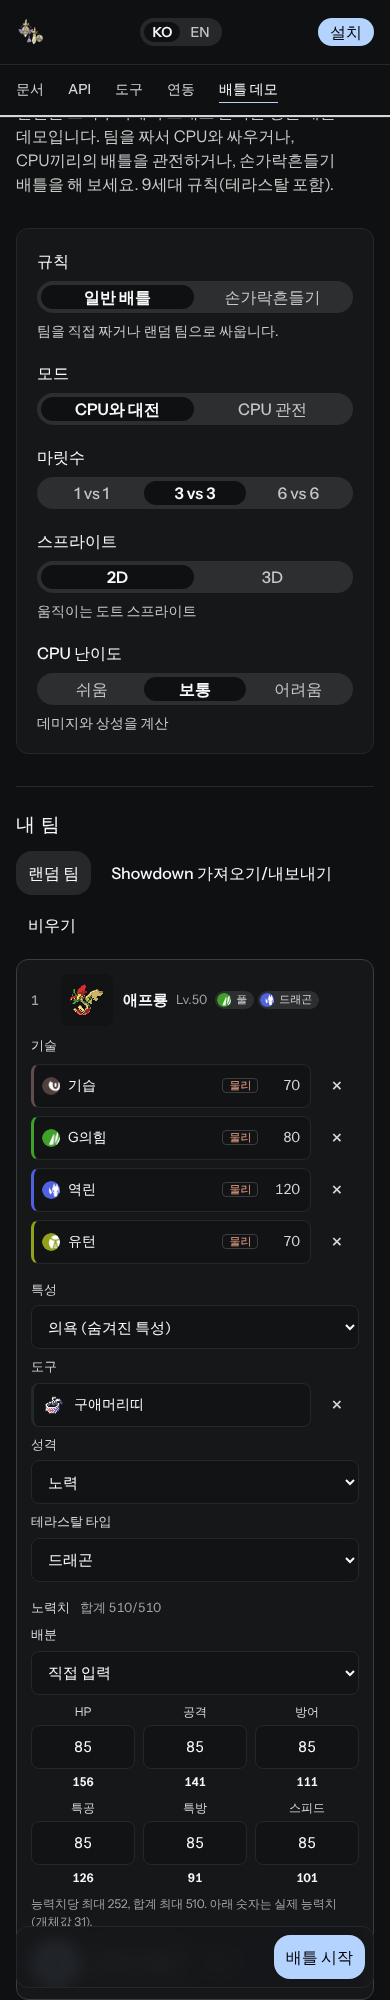 KO EN
설치
문서 API 도구 연동 배틀 데모
데모입니다. 팀을 짜서 CPU와 싸우거나,
CPU끼리의 배틀을 관전하거나, 손가락흔들기
배틀을 해 보세요. 9세대 규칙(테라스탈 포함).
규칙
일반 배틀 손가락흔들기
팀을 직접 짜거나 랜덤 팀으로 싸웁니다.
모드
CPU와 대전 CPU 관전
마릿수
1 vs 1 3 vs 3 6 vs 6
스프라이트
2D 3D
움직이는 도트 스프라이트
CPU 난이도
쉬움 보통 어려움
데미지와 상성을 계산
내 팀
랜덤 팀 Showdown 가져오기/내보내기
비우기
1 애프룡 Lv.50 풀 드래곤
기술
기습 물리 70 ×
G의힘 물리 80 ×
역린 물리 120 ×
유턴 물리 70 ×
특성
의욕 (숨겨진 특성)
도구
구애머리띠 ×
성격
노력
테라스탈 타입
드래곤
노력치 합계 510/510
배분
직접 입력
HP 공격 방어
85 85 85
156 141 111
특공 특방 스피드
85 85 85
126 91 101
능력치당 최대 252, 합계 최대 510. 아래 숫자는 실제 능력치
(개체값 31).
배틀 시작